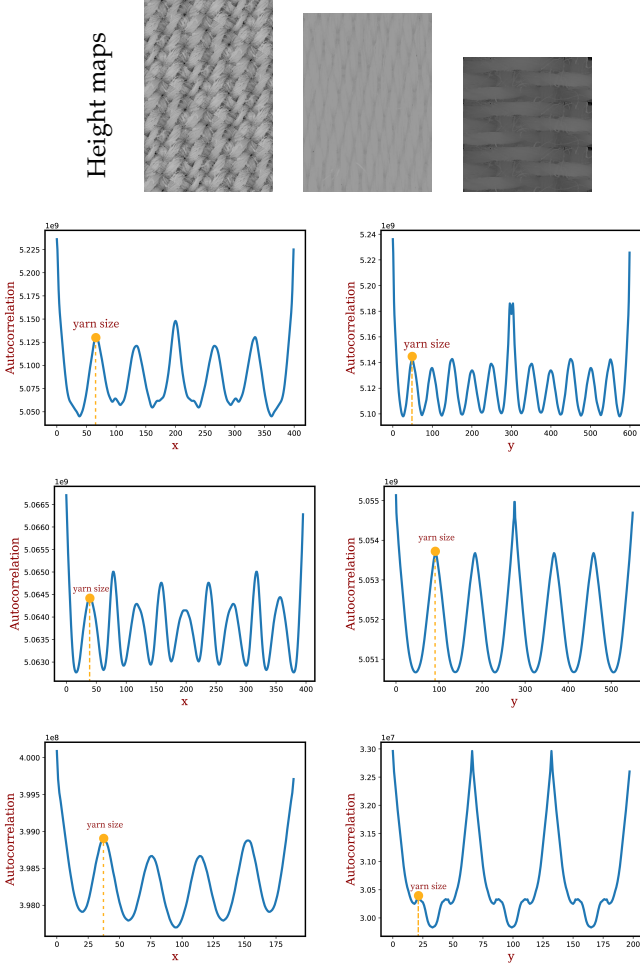 Height maps
1e9
5.225
5.200
5.175
5.150
5.125
5.100
5.075
5.050
Autocorrelation
yarn size
0 50 100 150 200 250 300 350 400
x
1e9
5.24
5.22
5.20
5.18
5.16
5.14
5.12
5.10
Autocorrelation
yarn size
0 100 200 300 400 500 600
y
1e9
5.0665
5.0660
5.0655
5.0650
5.0645
5.0640
5.0635
5.0630
Autocorrelation
yarn size
0 50 100 150 200 250 300 350 400
x
1e9
5.055
5.054
5.053
5.052
5.051
Autocorrelation
yarn size
0 100 200 300 400 500
y
1e8
4.000
3.995
3.990
3.985
3.980
Autocorrelation
yarn size
0 25 50 75 100 125 150 175
x
1e7
3.30
3.25
3.20
3.15
3.10
3.05
3.00
Autocorrelation
yarn size
0 25 50 75 100 125 150 175 200
y